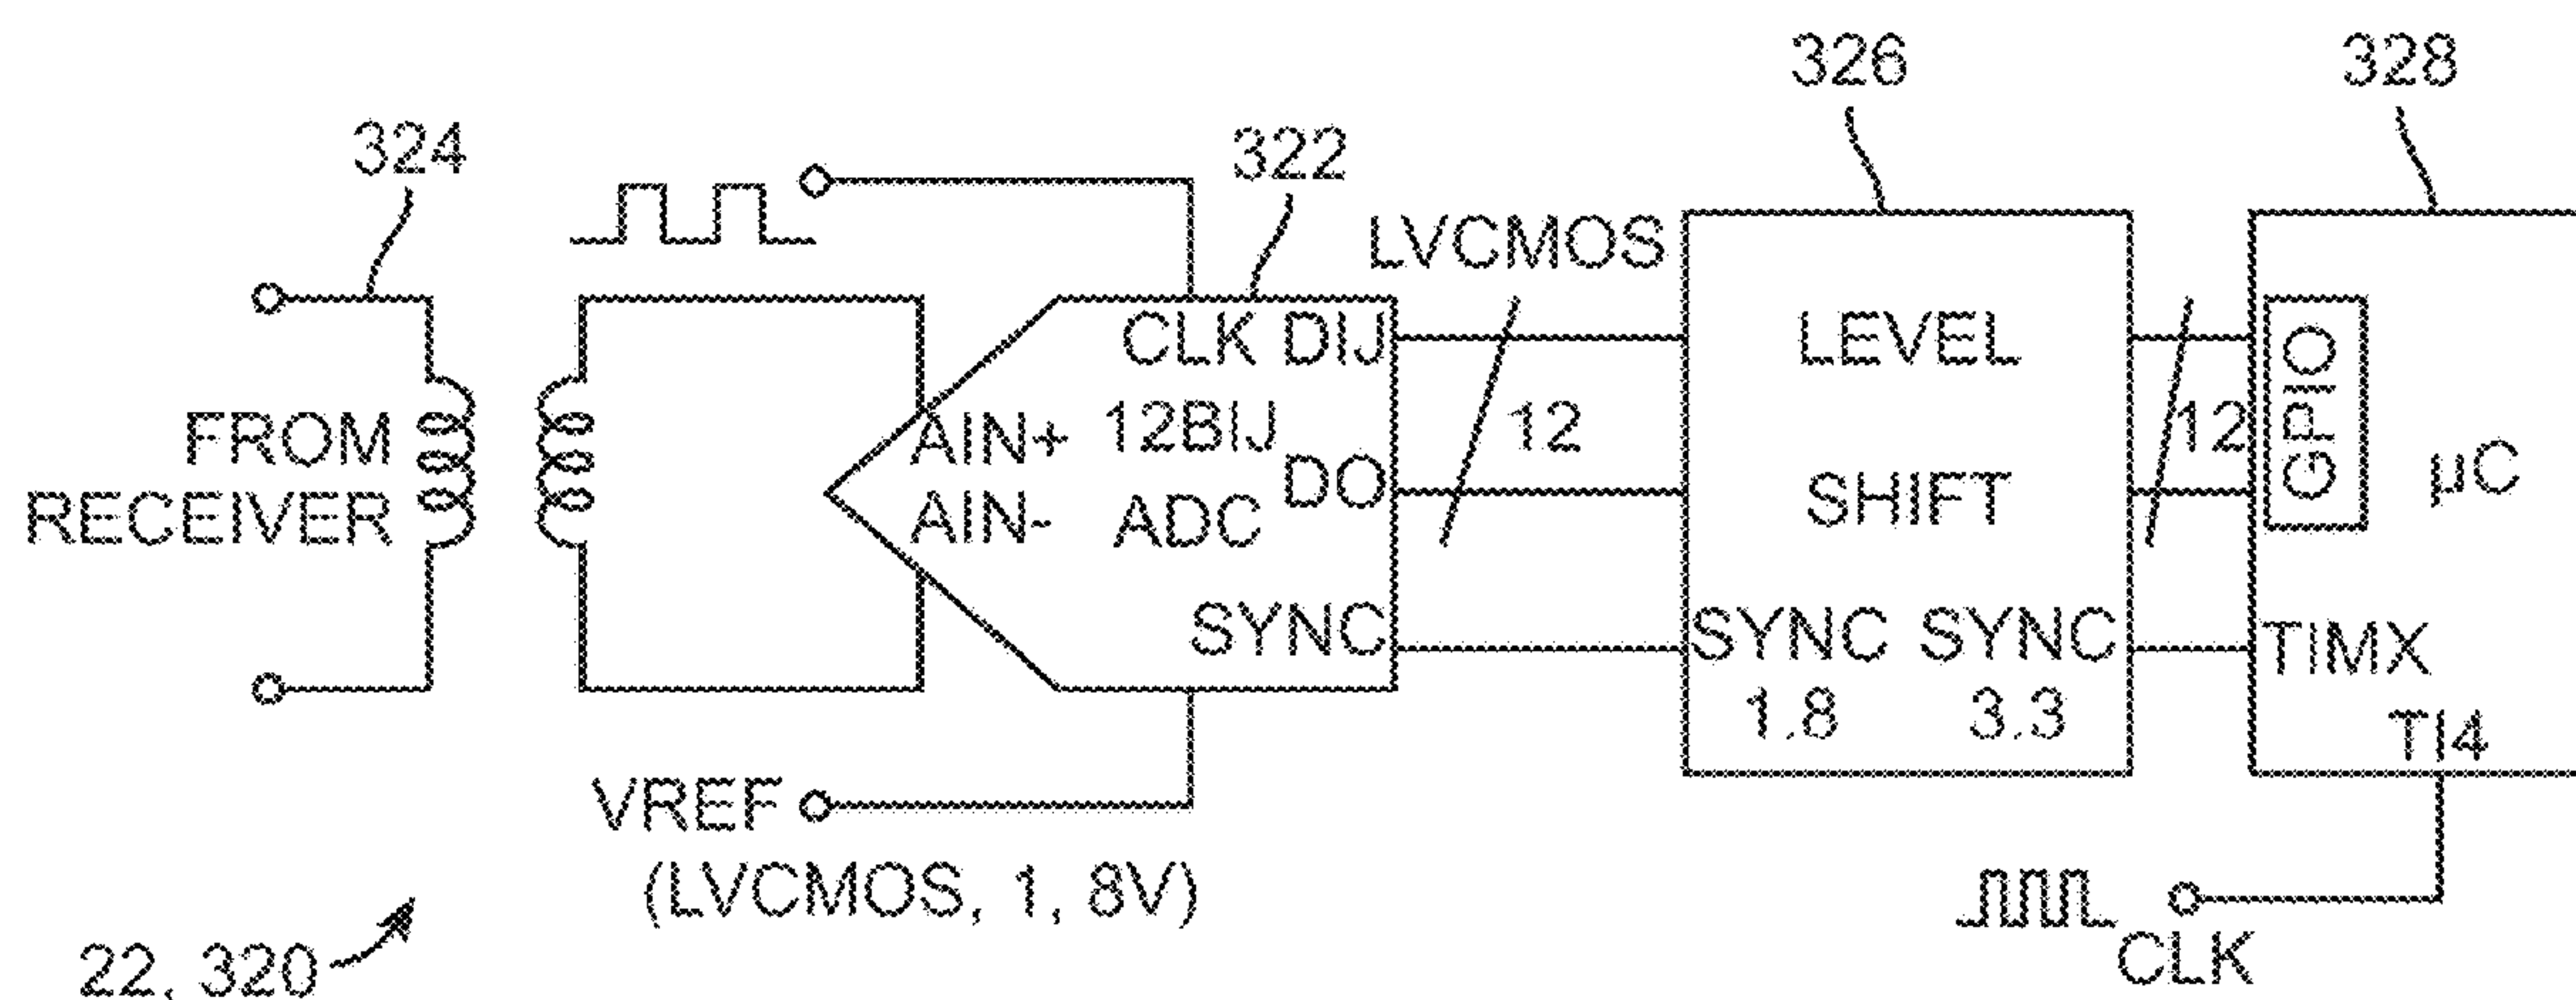 326
328
324
322
LVCMOS
CLK DIJ
LEVEL
GPIO
FROM
RECEIVER
AIN+ 12BIJ
DO
AIN- ADC
12
SHIFT
12
µC
SYNC
SYNC SYNC
1.8 3.3
TIMX
TI4
VREF
(LVCMOS, 1, 8V)
CLK
22, 320